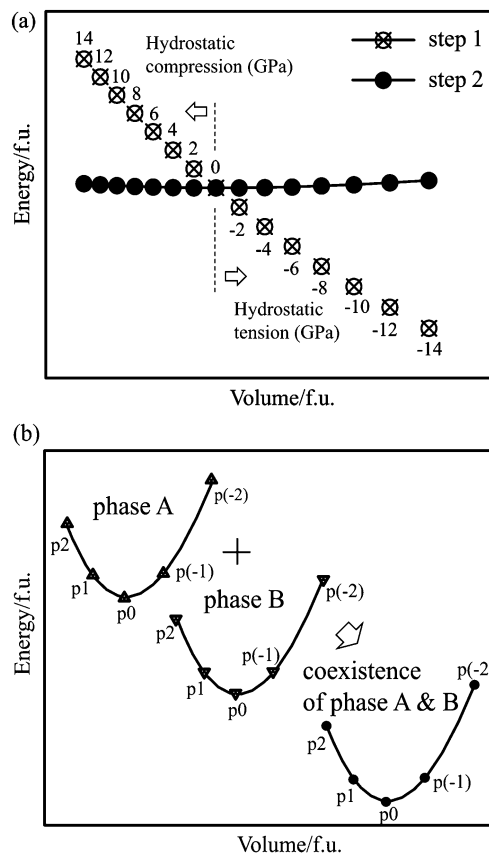 (a)
14
12
10
8
6
4
2
0
-2
-4
-6
-8
-10
-12
-14
Hydrostatic
compression (GPa)
step 1
step 2
Hydrostatic
tension (GPa)
Energy/f.u.
Volume/f.u.
(b)
phase A
p2
p1
p0
p(-1)
p(-2)
phase B
p2
p1
p0
p(-1)
p(-2)
coexistence
of phase A & B
p2
p1
p0
p(-1)
p(-2
Energy/f.u.
Volume/f.u.